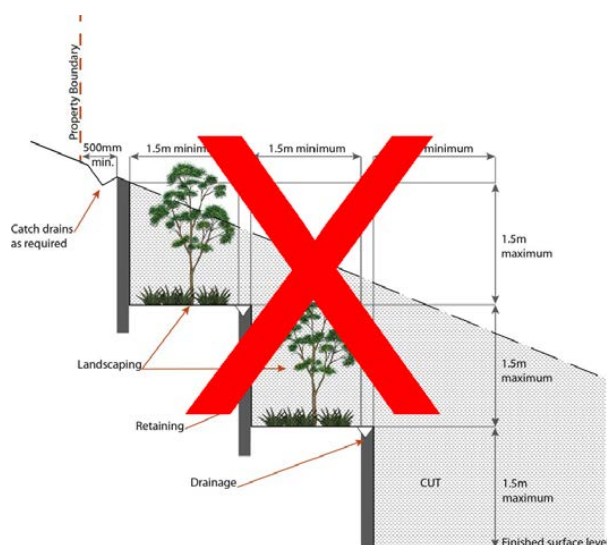 Property Boundary
500mm
min.
1.5m minimum
1.5m minimum
minimum
Catch drains
as required
1.5m
maximum
Landscaping
1.5m
maximum
Retaining
Drainage
CUT
1.5m
maximum
Finished surface leve